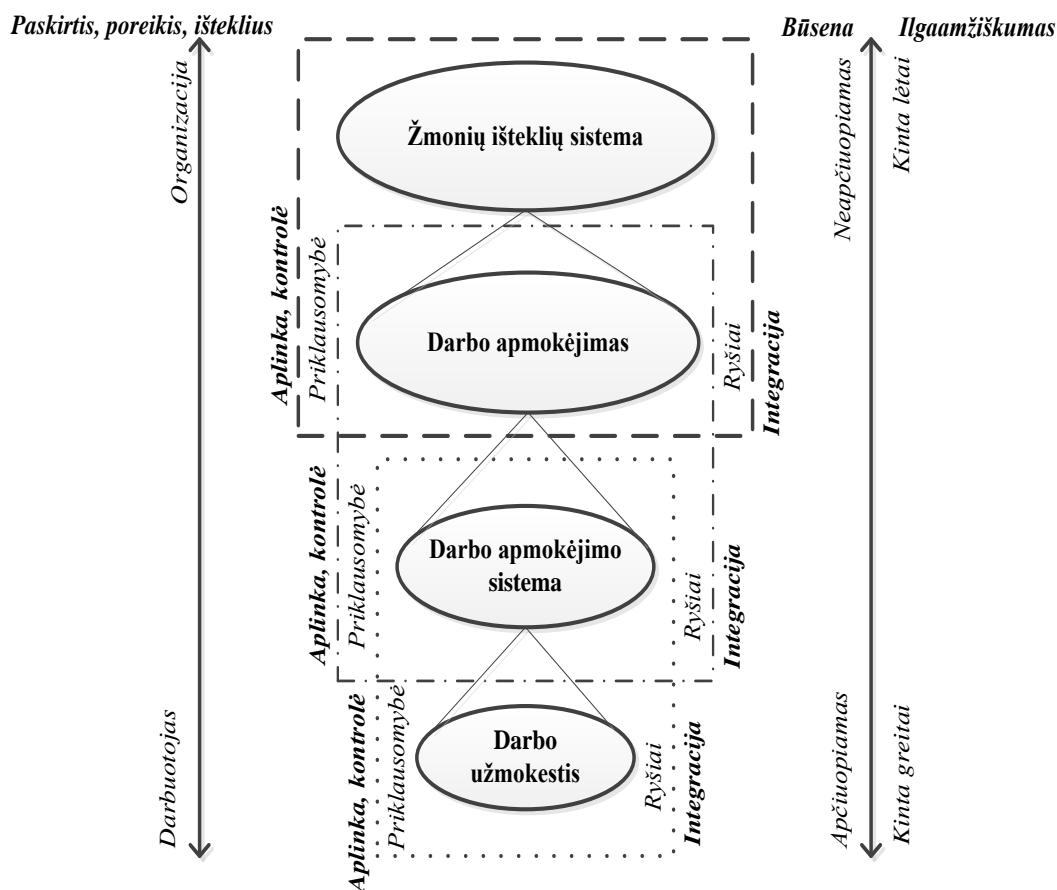 Paskirtis, poreikis, išteklius
Būsena
Ilgaamžiškumas
Organizacija
Darbuotojas
Žmonių išteklių sistema
Aplinka, kontrolė
Priklausomybė
Darbo apmokėjimas
Ryšiai
Integracija
Aplinka, kontrolė
Priklausomybė
Darbo apmokėjimo
sistema
Ryšiai
Integracija
Aplinka, kontrolė
Priklausomybė
Darbo
užmokestis
Ryšiai
Integracija
Neapčiuopiamas
Apčiuopiamas
Kinta lėtai
Kinta greitai